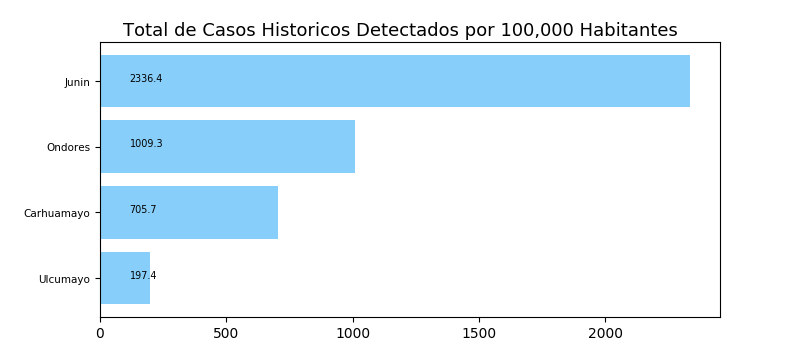 Total de Casos Historicos Detectados por 100,000 Habitantes
Junin
2336.4
Ondores
1009.3
Carhuamayo
705.7
Ulcumayo
197.4
0 500 1000 1500 2000